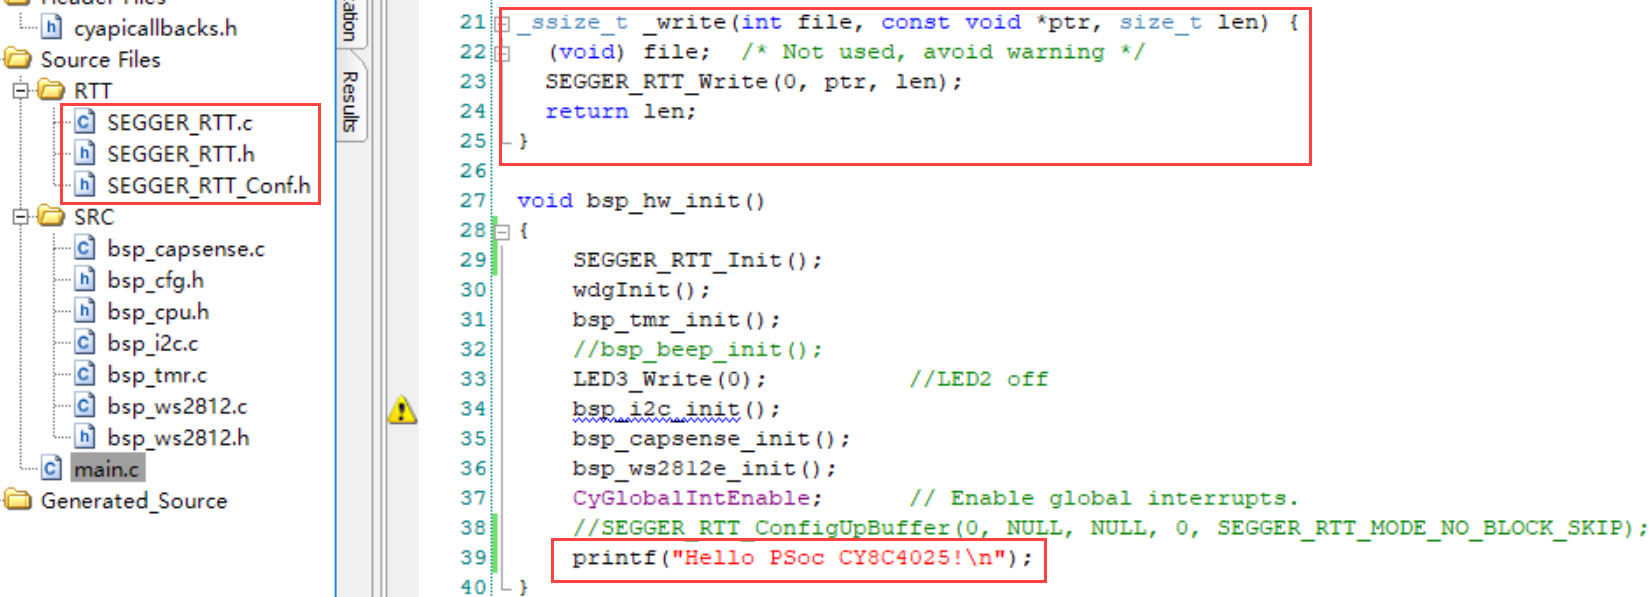 Header Files
cyapicallbacks.h
Source Files
RTT
SEGGER_RTT.c
SEGGER_RTT.h
SEGGER_RTT_Conf.h
SRC
bsp_capsense.c
bsp_cfg.h
bsp_cpu.h
bsp_i2c.c
bsp_tmr.c
bsp_ws2812.c
bsp_ws2812.h
main.c
Generated_Source
Results
21 _ssize_t _write(int file, const void *ptr, size_t len) {
22 (void) file; /* Not used, avoid warning */
23 SEGGER_RTT_Write(0, ptr, len);
24 return len;
25 }
26
27 void bsp_hw_init()
28 {
29 SEGGER_RTT_Init();
30 wdgInit();
31 bsp_tmr_init();
32 //bsp_beep_init();
33 LED3_Write(0); //LED2 off
34 bsp_i2c_init();
35 bsp_capsense_init();
36 bsp_ws2812e_init();
37 CyGlobalIntEnable; // Enable global interrupts.
38 //SEGGER_RTT_ConfigUpBuffer(0, NULL, NULL, 0, SEGGER_RTT_MODE_NO_BLOCK_SKIP);
39 printf("Hello PSoc CY8C4025!\n");
40 }